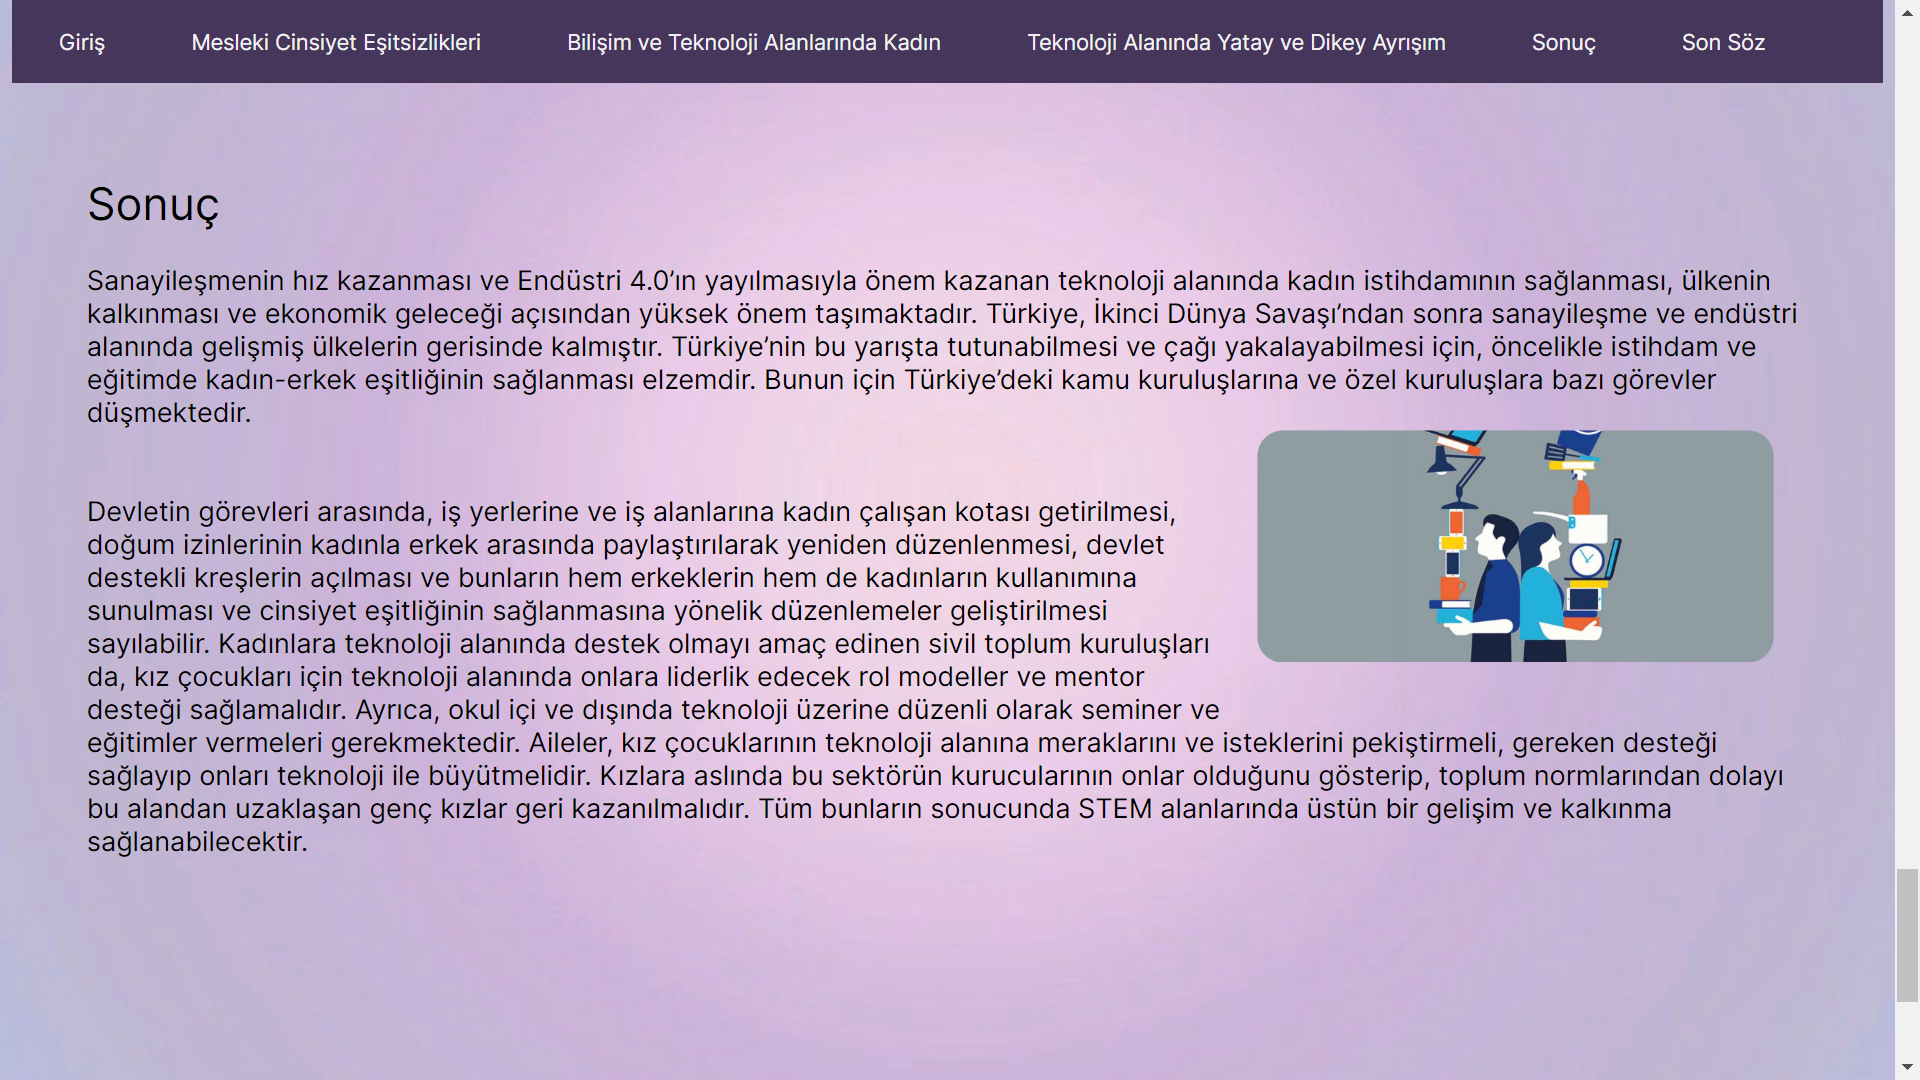 Giriş
Mesleki Cinsiyet Eşitsizlikleri
Bilişim ve Teknoloji Alanlarında Kadın
Teknoloji Alanında Yatay ve Dikey Ayrışım
Sonuç
Son Söz
Sonuç
Sanayileşmenin hız kazanması ve Endüstri 4.0’ın yayılmasıyla önem kazanan teknoloji alanında kadın istihdamının sağlanması, ülkenin
kalkınması ve ekonomik geleceği açısından yüksek önem taşımaktadır. Türkiye, İkinci Dünya Savaşı’ndan sonra sanayileşme ve endüstri
alanında gelişmiş ülkelerin gerisinde kalmıştır. Türkiye’nin bu yarışta tutunabilmesi ve çağı yakalayabilmesi için, öncelikle istihdam ve
eğitimde kadın-erkek eşitliğinin sağlanması elzemdir. Bunun için Türkiye’deki kamu kuruluşlarına ve özel kuruluşlara bazı görevler
düşmektedir.
Devletin görevleri arasında, iş yerlerine ve iş alanlarına kadın çalışan kotası getirilmesi,
doğum izinlerinin kadınla erkek arasında paylaştırılarak yeniden düzenlenmesi, devlet
destekli kreşlerin açılması ve bunların hem erkeklerin hem de kadınların kullanımına
sunulması ve cinsiyet eşitliğinin sağlanmasına yönelik düzenlemeler geliştirilmesi
sayılabilir. Kadınlara teknoloji alanında destek olmayı amaç edinen sivil toplum kuruluşları
da, kız çocukları için teknoloji alanında onlara liderlik edecek rol modeller ve mentor
desteği sağlamalıdır. Ayrıca, okul içi ve dışında teknoloji üzerine düzenli olarak seminer ve
eğitimler vermeleri gerekmektedir. Aileler, kız çocuklarının teknoloji alanına meraklarını ve isteklerini pekiştirmeli, gereken desteği
sağlayıp onları teknoloji ile büyütmelidir. Kızlara aslında bu sektörün kurucularının onlar olduğunu gösterip, toplum normlarından dolayı
bu alandan uzaklaşan genç kızlar geri kazanılmalıdır. Tüm bunların sonucunda STEM alanlarında üstün bir gelişim ve kalkınma
sağlanabilecektir.